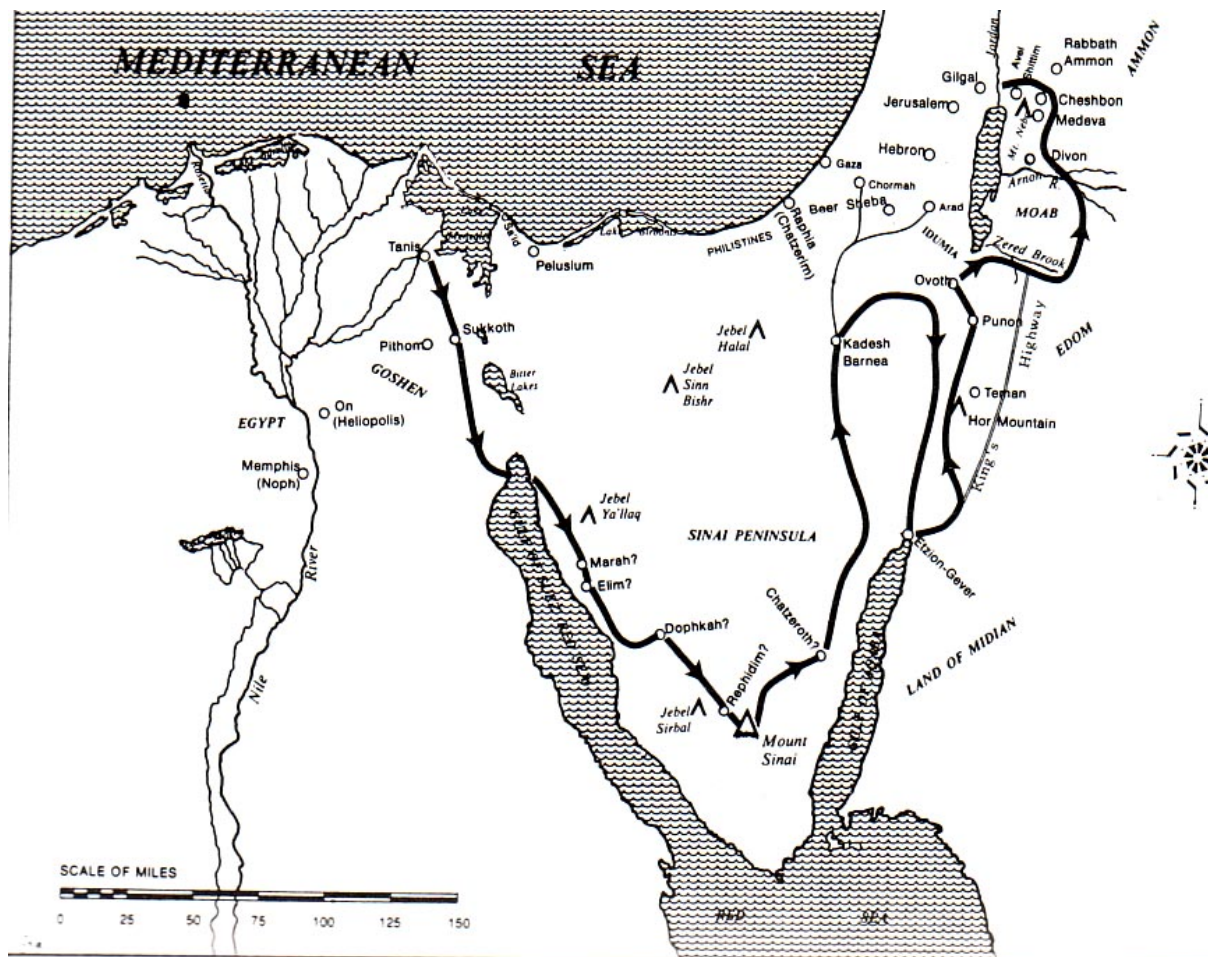 MEDITERRANEAN SEA
Jordan
Avel
Shittim
Rabbath
Ammon
AMMON
Gilgal
Cheshbon
Jerusalem
Medeva
Mt. Nebo
Hebron
Divon
Gaza
Arnon R.
Chormah
Beer Sheba
Arad
MOAB
Raphia
(Chatzerim)
IDUMIA
PHILISTINES
Zered Brook
Tanis
Pelusium
Ovoth
Sukkoth
Jebel
Halal
Punon
Pithom
Kadesh
Barnea
EDOM
GOSHEN
Bitter
Lakes
Jebel
Sinn
Bishr
King's Highway
Teman
On
(Heliopolis)
EGYPT
Hor Mountain
Memphis
(Noph)
Jebel
Ya'llaq
SINAI PENINSULA
Etzion-Gever
Marah?
Elim?
River
Dophkah?
Chatzeroth?
LAND OF MIDIAN
Rephidim?
Nile
Jebel
Sirbal
Mount
Sinai
SCALE OF MILES
0 25 50 75 100 125 150
RED SEA